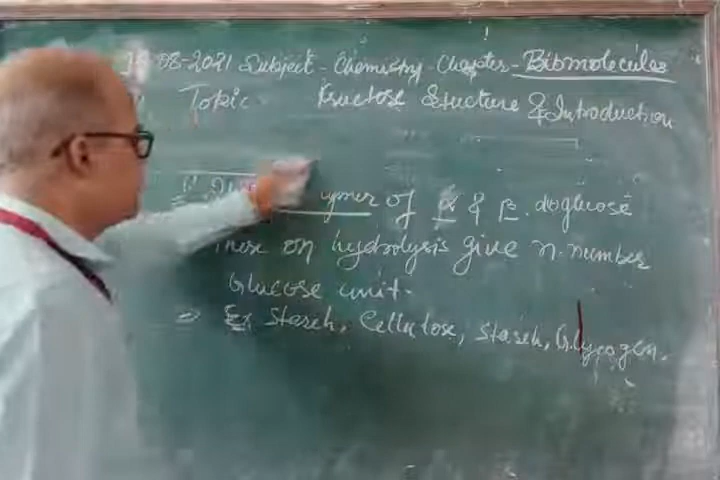 08-2021 Subject - Chemistry - Chapter - Biomolecules
Topic - Fructose Structure & Introduction
ymer of α & β. doglucose
these on hydrolysis give n. number
Glucose unit.
⇒ Ex Starch, Cellulose, Starch, Glycogen.